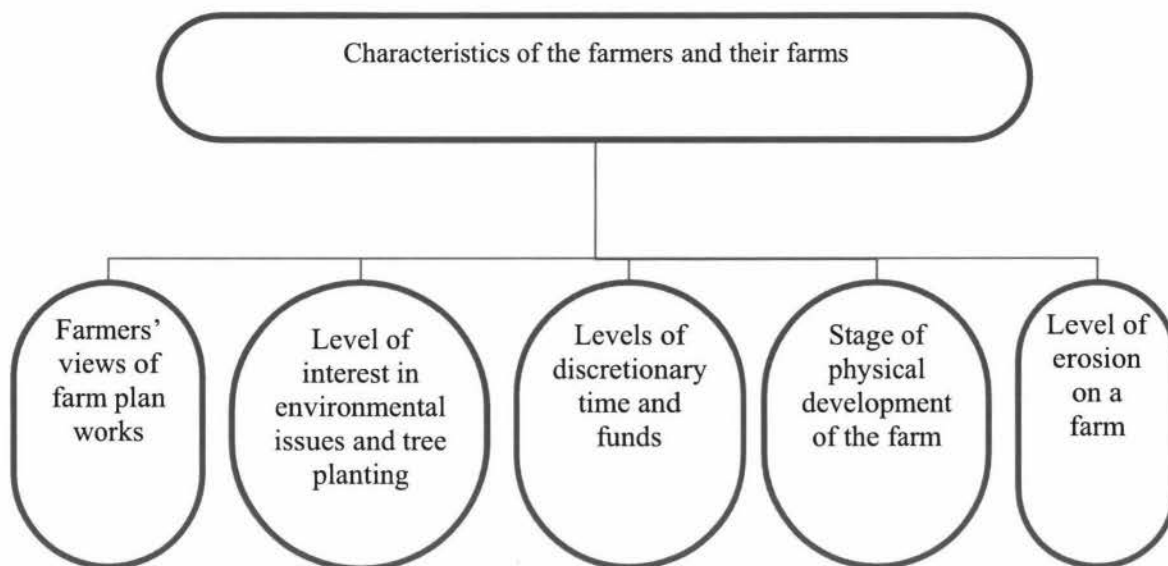 Characteristics of the farmers and their farms
Farmers’
views of
farm plan
works
Level of
interest in
environmental
issues and tree
planting
Levels of
discretionary
time and
funds
Stage of
physical
development
of the farm
Level of
erosion
on a
farm